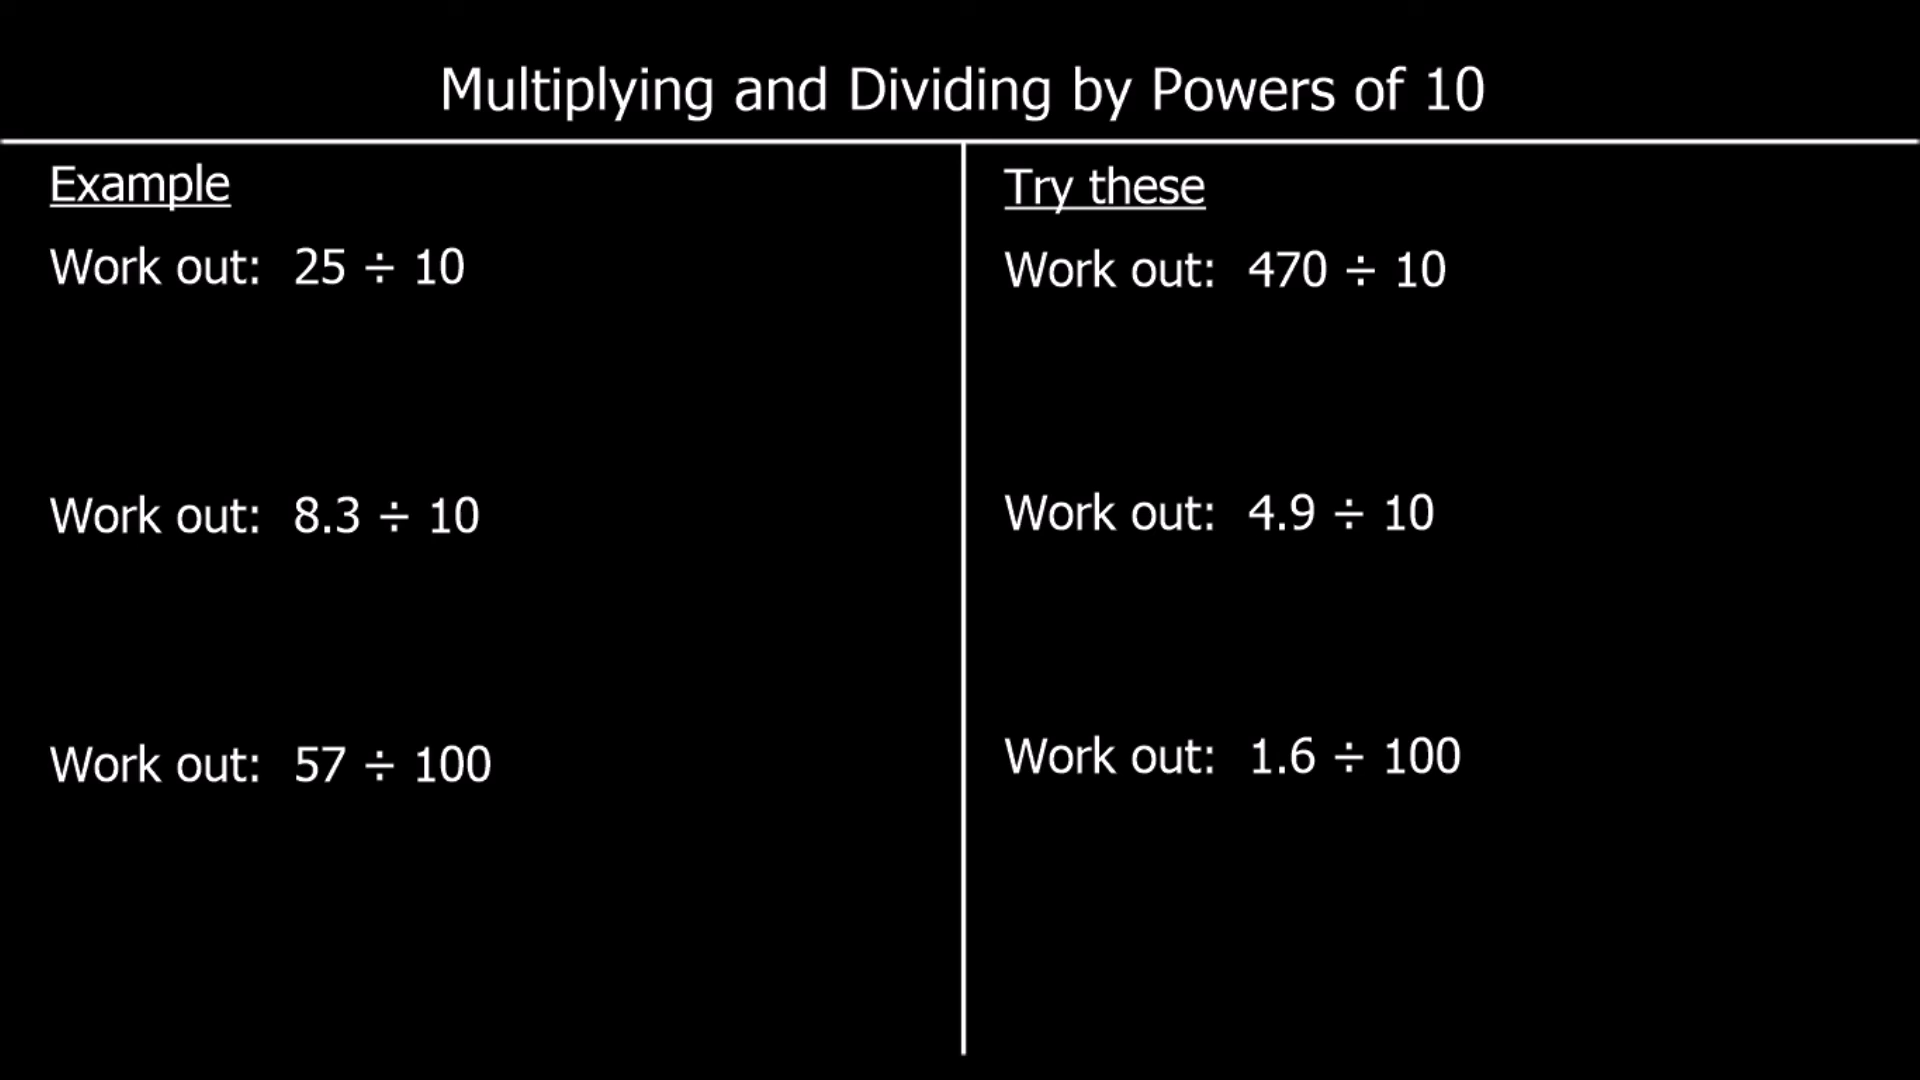 Multiplying and Dividing by Powers of 10
Example
Work out: 25 ÷ 10
Work out: 8.3 ÷ 10
Work out: 57 ÷ 100
Try these
Work out: 470 ÷ 10
Work out: 4.9 ÷ 10
Work out: 1.6 ÷ 100